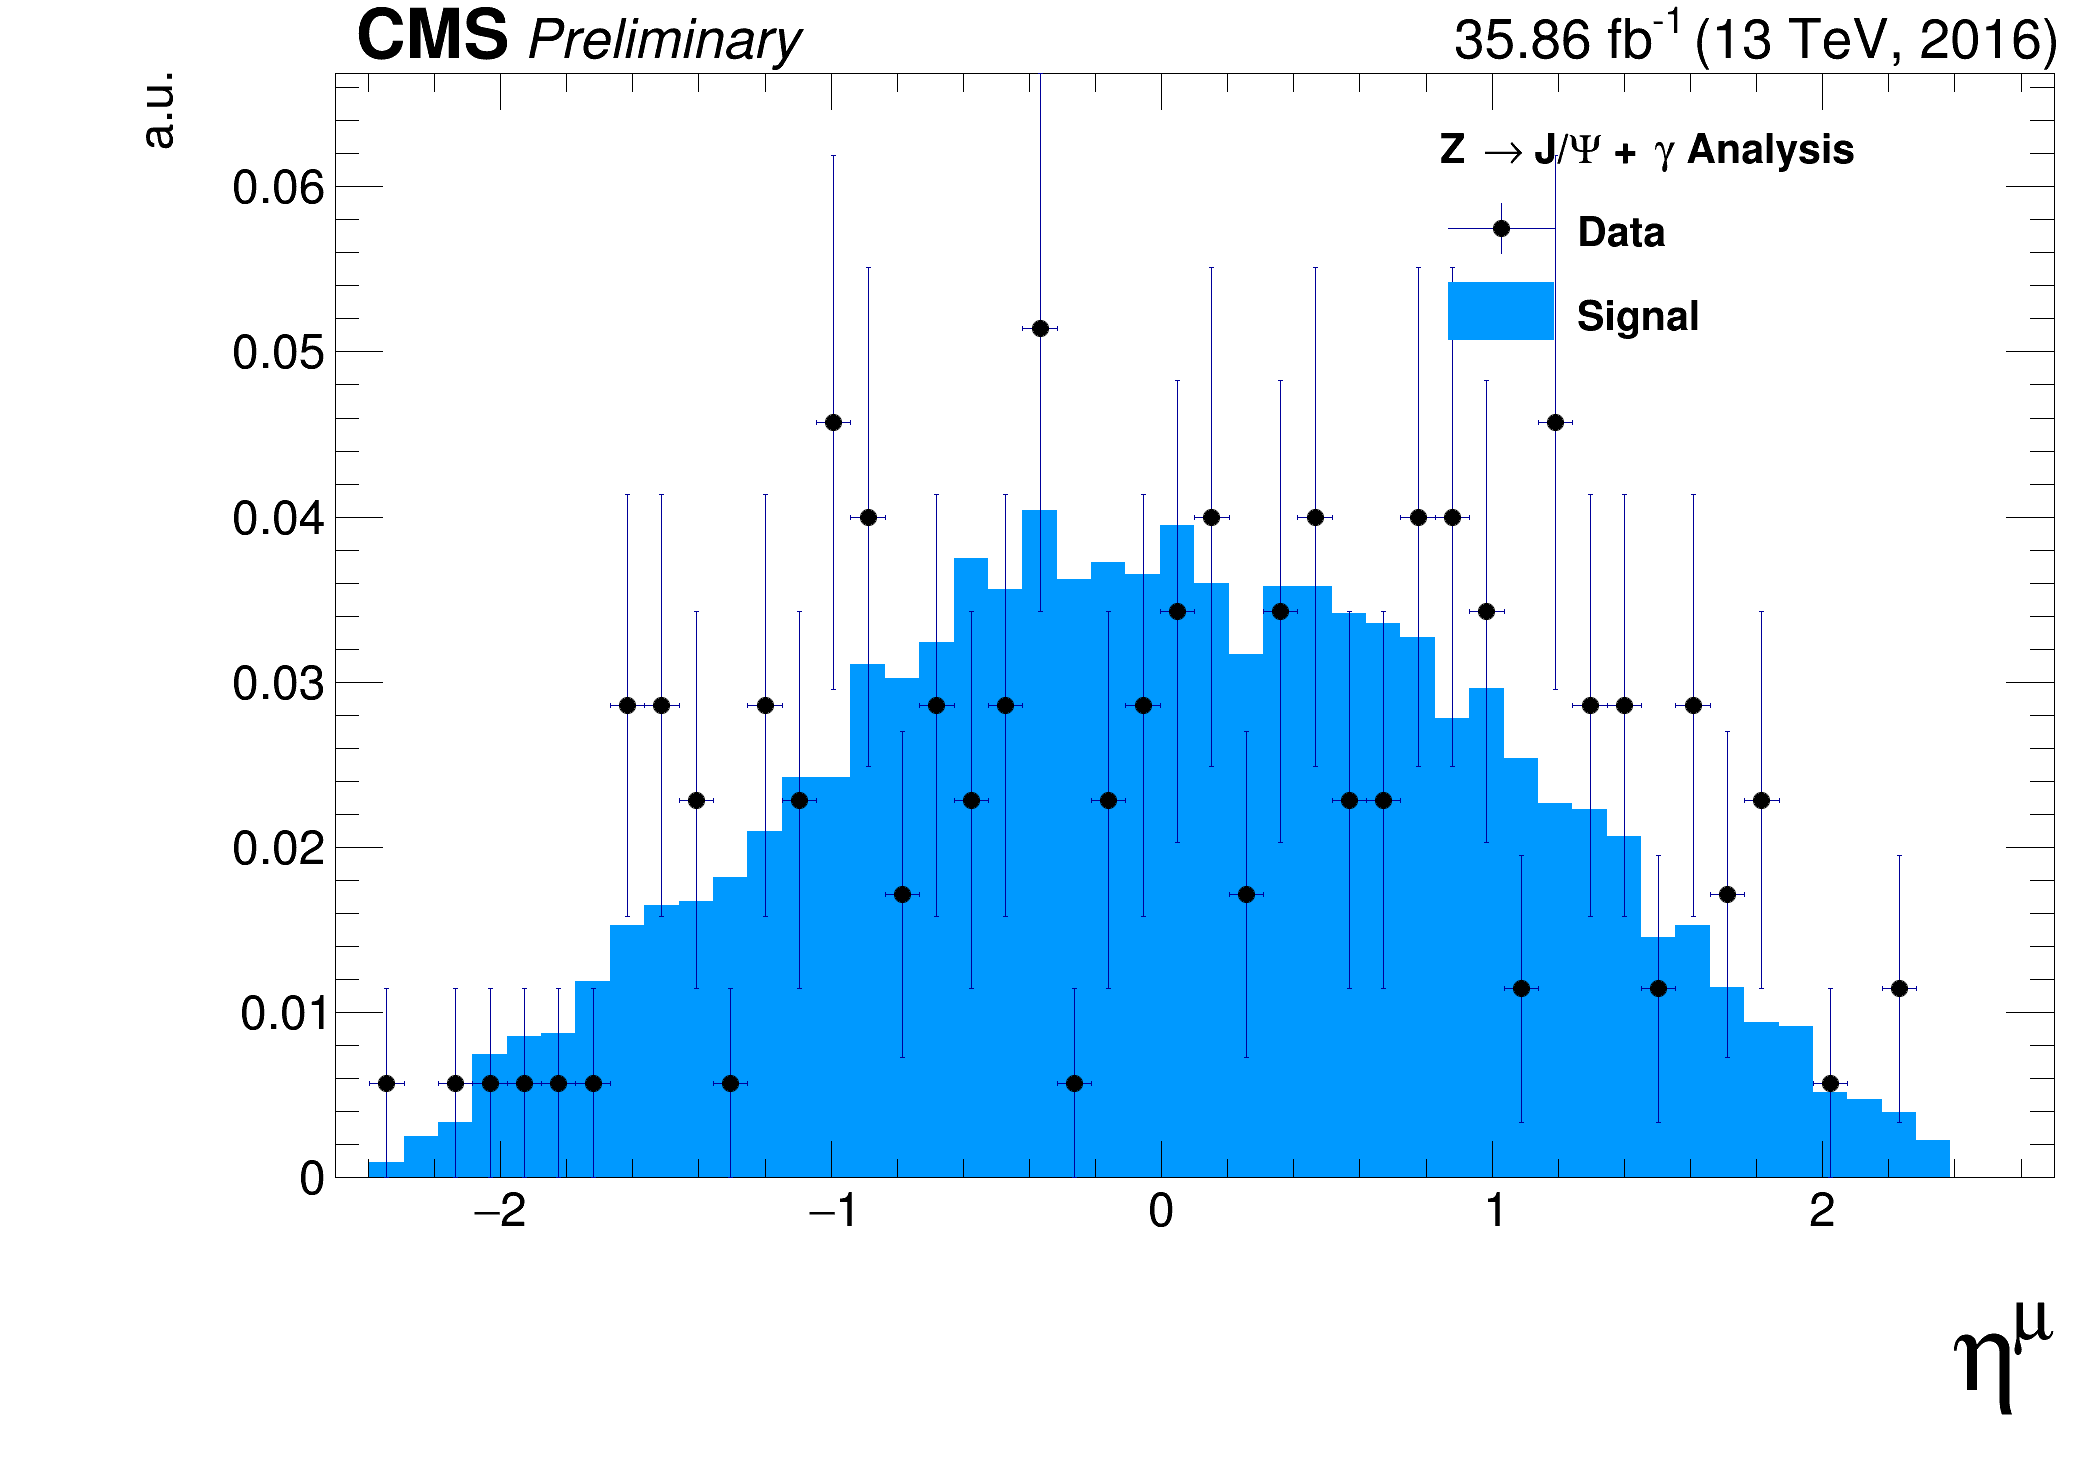 CMS Preliminary 35.86 fb⁻¹ (13 TeV, 2016)
a.u.
Z → J/Ψ + γ Analysis
Data
Signal
0.06
0.05
0.04
0.03
0.02
0.01
0
−2 −1 0 1 2
η^μ